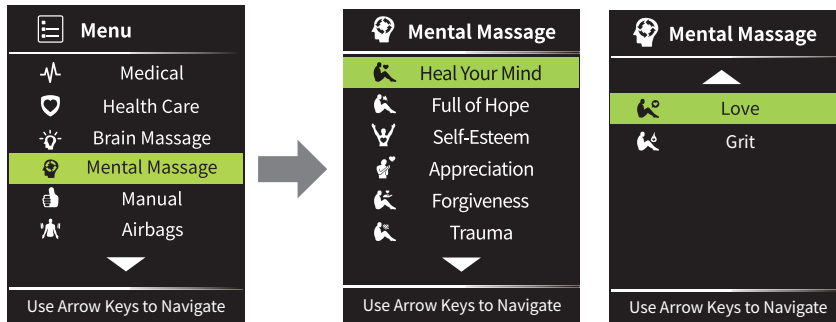 Menu
Medical
Health Care
Brain Massage
Mental Massage
Manual
Airbags
Use Arrow Keys to Navigate
Mental Massage
Heal Your Mind
Full of Hope
Self-Esteem
Appreciation
Forgiveness
Trauma
Use Arrow Keys to Navigate
Mental Massage
Love
Grit
Use Arrow Keys to Navigate